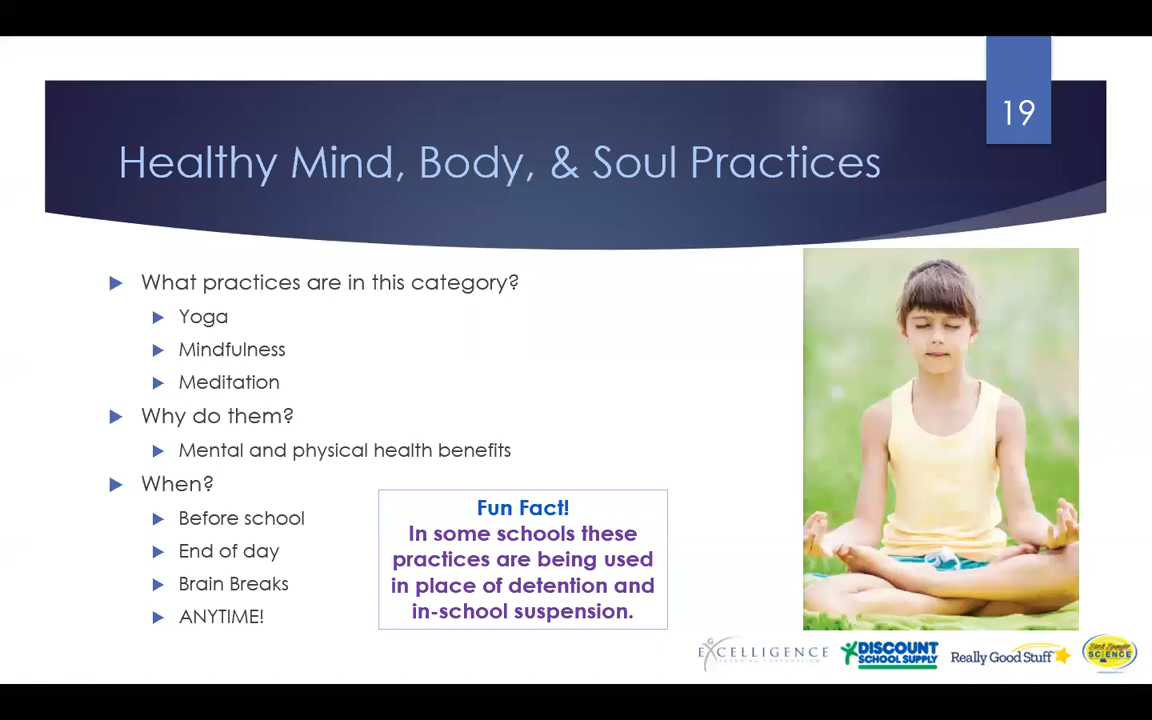 19
Healthy Mind, Body, & Soul Practices
What practices are in this category?
Yoga
Mindfulness
Meditation
Why do them?
Mental and physical health benefits
When?
Before school
End of day
Brain Breaks
ANYTIME!
Fun Fact!
In some schools these
practices are being used
in place of detention and
in-school suspension.
EXCELLIGENCE
LEARNING CORPORATION
DISCOUNT
SCHOOL SUPPLY
Really Good Stuff
SCIENCE